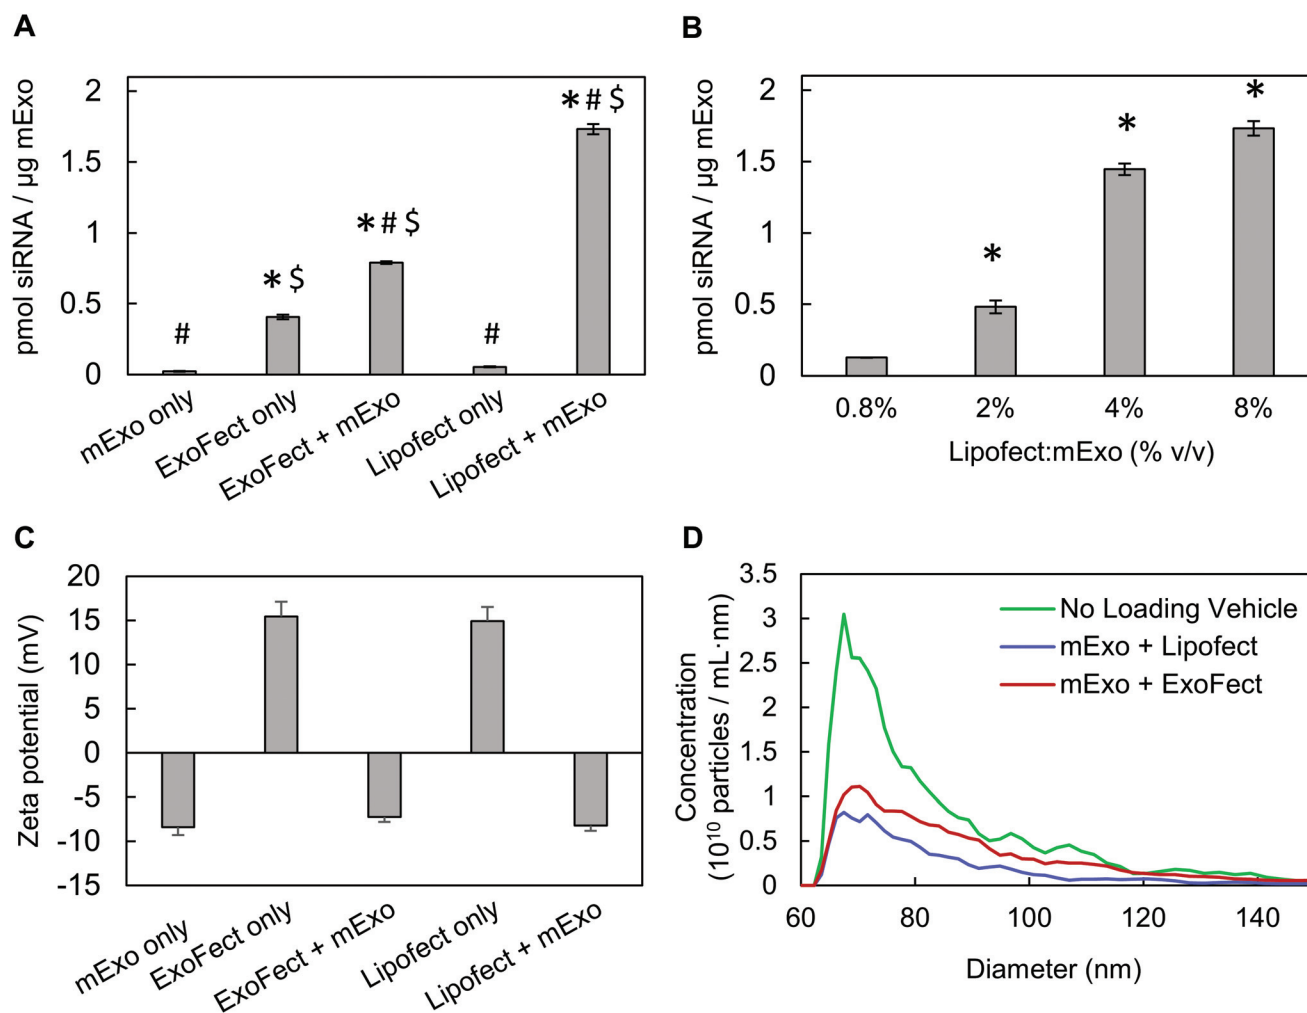 A
pmol siRNA / µg mExo
2
1.5
1
0.5
0
#
* $
* # $
#
* # $
mExo only
ExoFect only
ExoFect + mExo
Lipofect only
Lipofect + mExo
B
pmol siRNA / µg mExo
2
1.5
1
0.5
0
*
*
*
0.8%
2%
4%
8%
Lipofect:mExo (% v/v)
C
Zeta potential (mV)
20
15
10
5
0
-5
-10
-15
mExo only
ExoFect only
ExoFect + mExo
Lipofect only
Lipofect + mExo
D
Concentration
(10¹⁰ particles / mL·nm)
3.5
3
2.5
2
1.5
1
0.5
0
No Loading Vehicle
mExo + Lipofect
mExo + ExoFect
60
80
100
120
140
Diameter (nm)